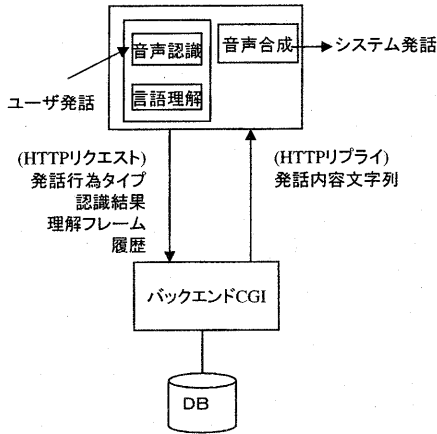 音声認識
音声合成
システム発話
ユーザ発話
言語理解
(HTTPリクエスト)
発話行為タイプ
認識結果
理解フレーム
履歴
(HTTPリプライ)
発話内容文字列
バックエンドCGI
DB